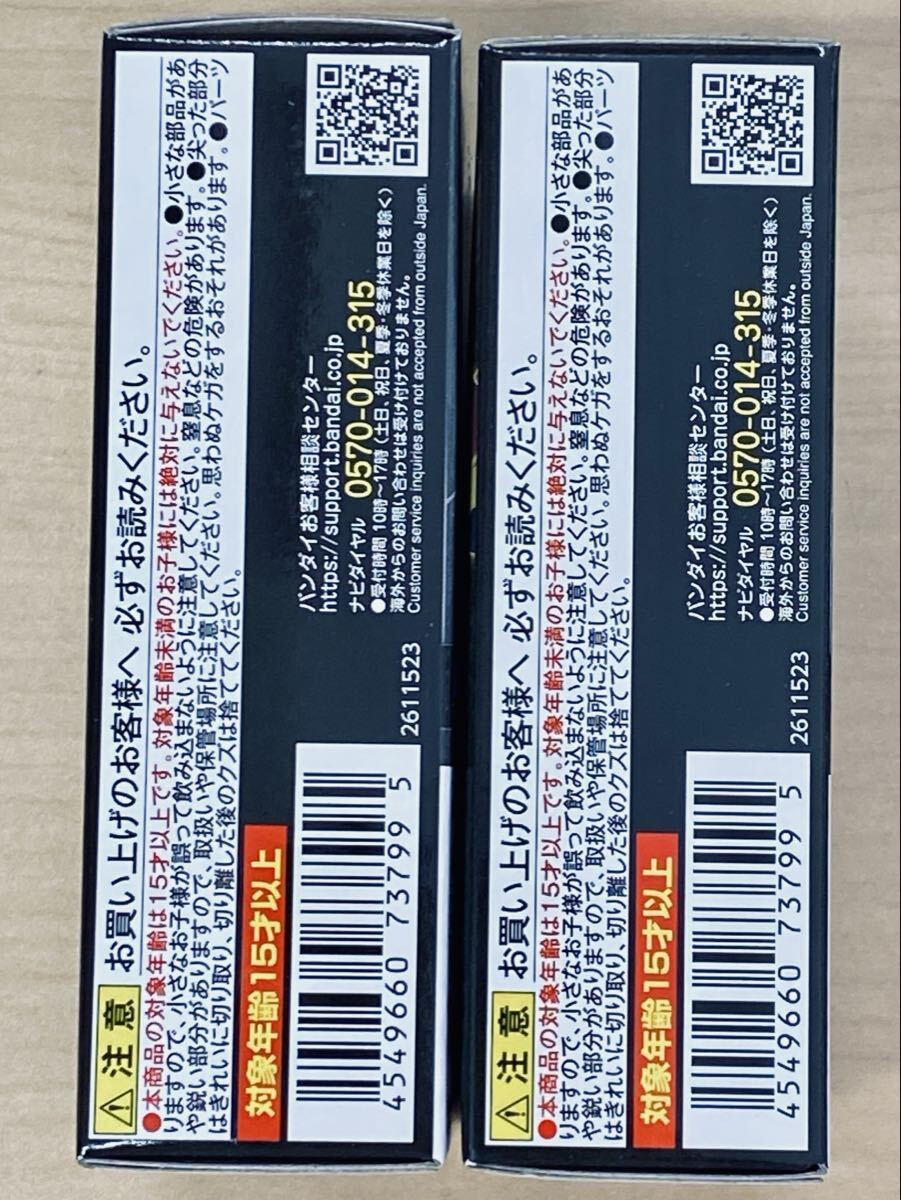 注意 お買い上げのお客様へ 必ずお読みください。
●本商品の対象年齢は15才以上です。対象年齢未満のお子様には絶対に与えないでください。●小さな部品があ
りますので、小さなお子様が誤って飲み込まないように注意してください。窒息などの危険があります。●尖った部分
や鋭い部分がありますので、取扱いや保管場所に注意してください。思わぬケガをするおそれがあります。●パーツ
はきれいに切り取り、切り離した後のクズは捨ててください。
対象年齢15才以上
バンダイお客様相談センター
https://support.bandai.co.jp
ナビダイヤル 0570-014-315
●受付時間 10時～17時(土日、祝日、夏季・冬季休業日を除く)
海外からのお問い合わせは受け付けておりません。
Customer service inquiries are not accepted from outside Japan.
2611523
4549660 73799 5
注意 お買い上げのお客様へ 必ずお読みください。
●本商品の対象年齢は15才以上です。対象年齢未満のお子様には絶対に与えないでください。●小さな部品があ
りますので、小さなお子様が誤って飲み込まないように注意してください。窒息などの危険があります。●尖った部分
や鋭い部分がありますので、取扱いや保管場所に注意してください。思わぬケガをするおそれがあります。●パーツ
はきれいに切り取り、切り離した後のクズは捨ててください。
対象年齢15才以上
バンダイお客様相談センター
https://support.bandai.co.jp
ナビダイヤル 0570-014-315
●受付時間 10時～17時(土日、祝日、夏季・冬季休業日を除く)
海外からのお問い合わせは受け付けておりません。
Customer service inquiries are not accepted from outside Japan.
2611523
4549660 73799 5